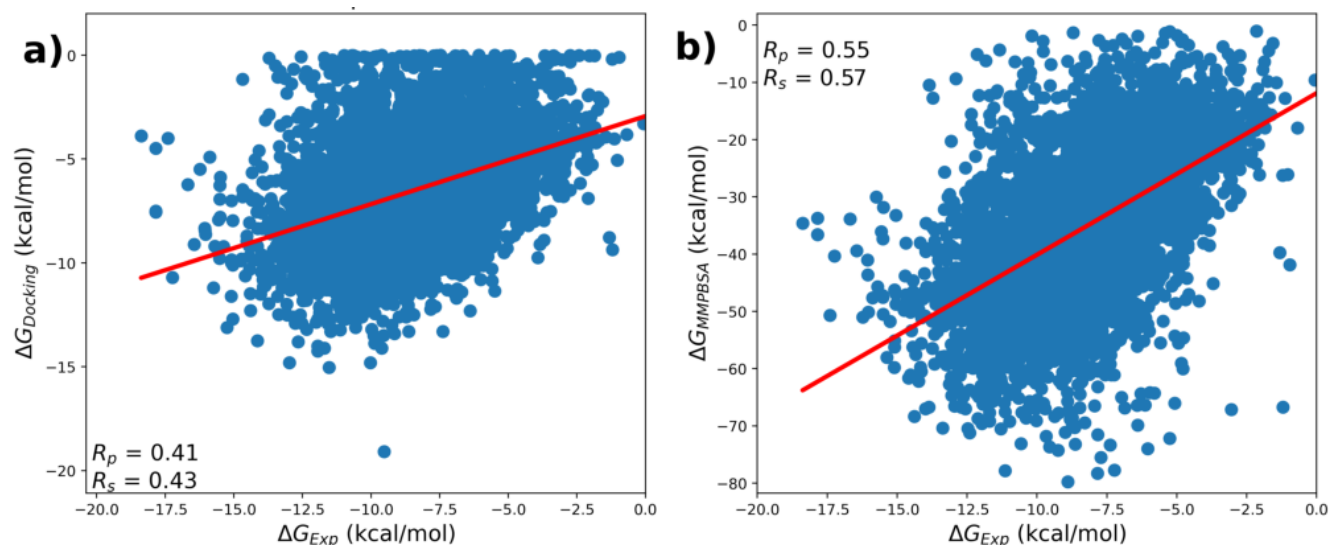 a)
0
−5
−10
−15
−20
ΔG_Docking (kcal/mol)
R_p = 0.41
R_s = 0.43
−20.0 −17.5 −15.0 −12.5 −10.0 −7.5 −5.0 −2.5 0.0
ΔG_Exp (kcal/mol)
b)
R_p = 0.55
R_s = 0.57
0
−10
−20
−30
−40
−50
−60
−70
−80
ΔG_MMPBSA (kcal/mol)
−20.0 −17.5 −15.0 −12.5 −10.0 −7.5 −5.0 −2.5 0.0
ΔG_Exp (kcal/mol)